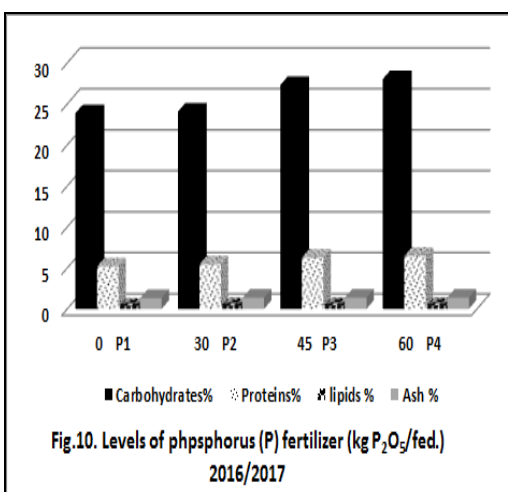 30
25
20
15
10
5
0
0 P1 30 P2 45 P3 60 P4
Carbohydrates% Proteins% lipids % Ash %
Fig.10. Levels of phpsphorus (P) fertilizer (kg P₂O₅/fed.)
2016/2017